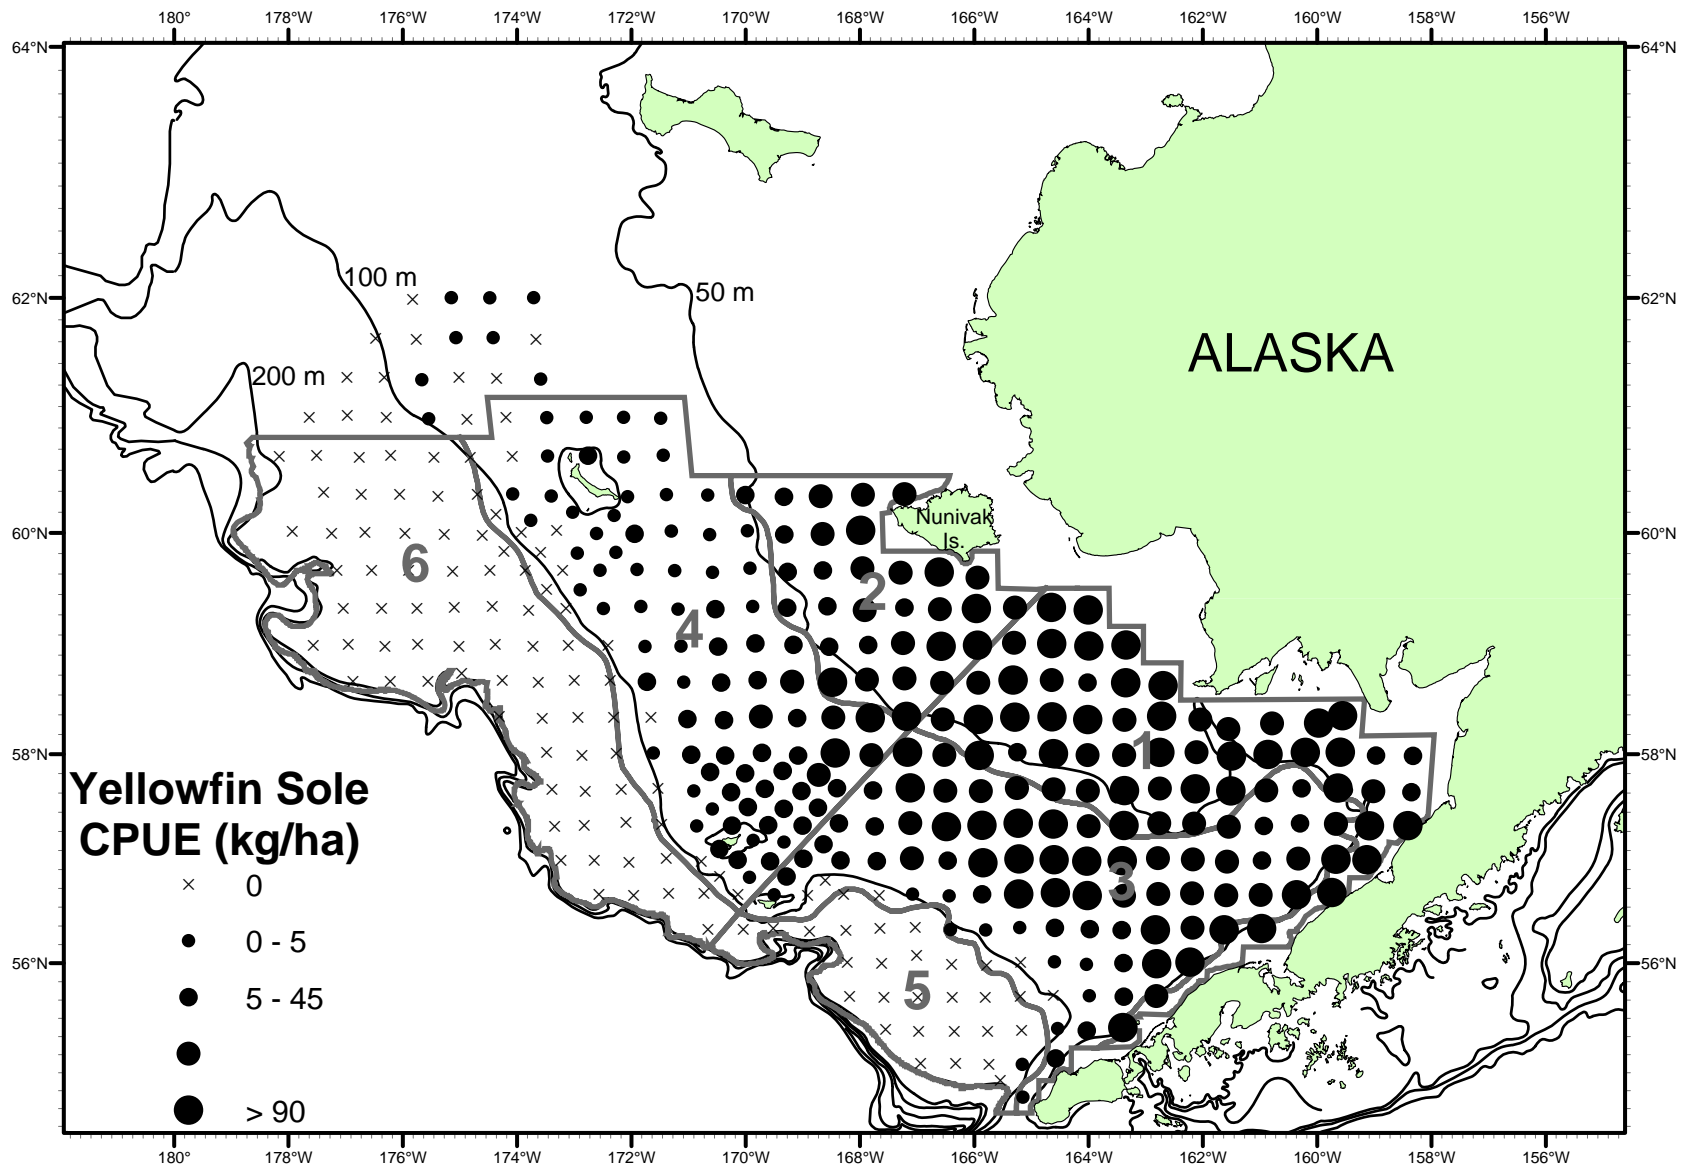 180° 178°W 176°W 174°W 172°W 170°W 168°W 166°W 164°W 162°W 160°W 158°W 156°W
64°N 64°N
100 m
50 m
62°N 62°N
ALASKA
200 m
Nunivak
Is.
60°N 60°N
6
2
4
1
58°N 58°N
Yellowfin Sole
CPUE (kg/ha)
0
3
0 - 5
56°N 56°N
5
5 - 45
> 90
180° 178°W 176°W 174°W 172°W 170°W 168°W 166°W 164°W 162°W 160°W 158°W 156°W